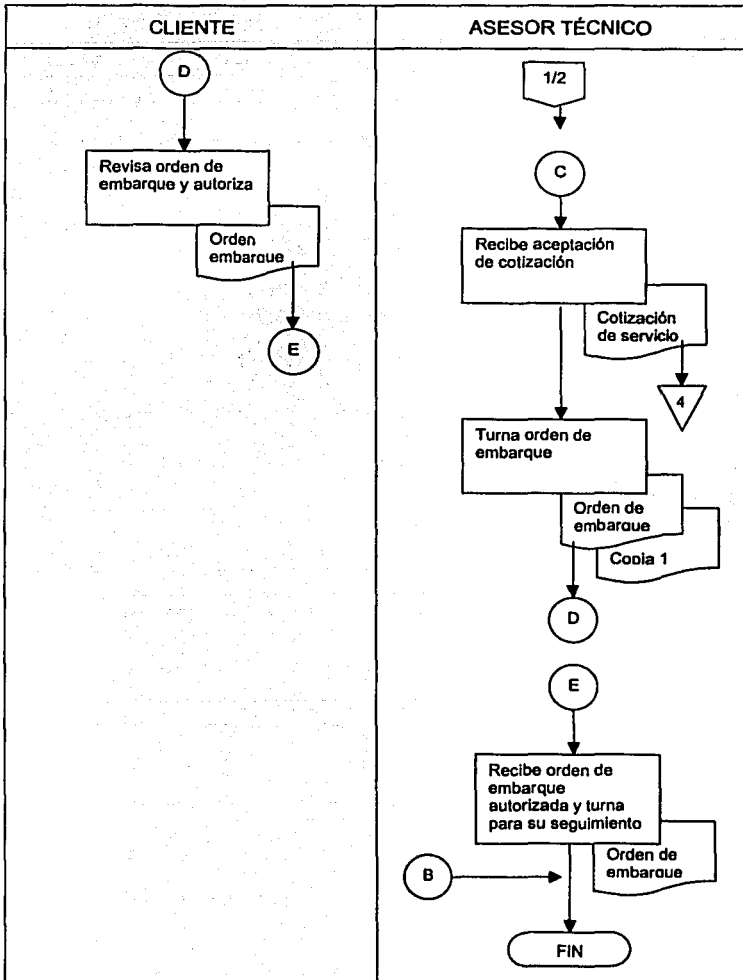 CLIENTE
ASESOR TÉCNICO
D
Revisa orden de
embarque y autoriza
Orden
embarque
E
1/2
C
Recibe aceptación
de cotización
Cotización
de servicio
4
Turna orden de
embarque
Orden de
embarque
Copia 1
D
E
Recibe orden de
embarque
autorizada y turna
para su seguimiento
Orden de
embarque
B
FIN